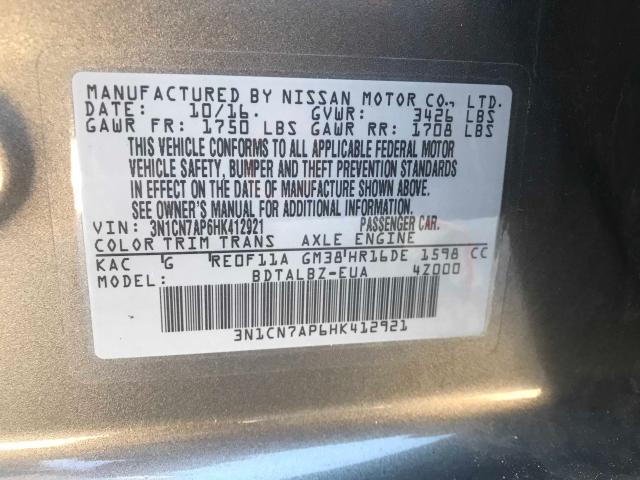 MANUFACTURED BY NISSAN MOTOR CO., LTD.
DATE: 10/16. GVWR: 3426 LBS
GAWR FR: 1750 LBS GAWR RR: 1708 LBS
THIS VEHICLE CONFORMS TO ALL APPLICABLE FEDERAL MOTOR
VEHICLE SAFETY, BUMPER AND THEFT PREVENTION STANDARDS
IN EFFECT ON THE DATE OF MANUFACTURE SHOWN ABOVE.
SEE OWNER'S MANUAL FOR ADDITIONAL INFORMATION.
VIN: 3N1CN7AP6HK412921 PASSENGER CAR.
COLOR TRIM TRANS AXLE ENGINE
KAC G RE0F11A GM38 HR16DE 1598 CC
MODEL: BDTALBZ-EUA 4Z000
3N1CN7AP6HK412921